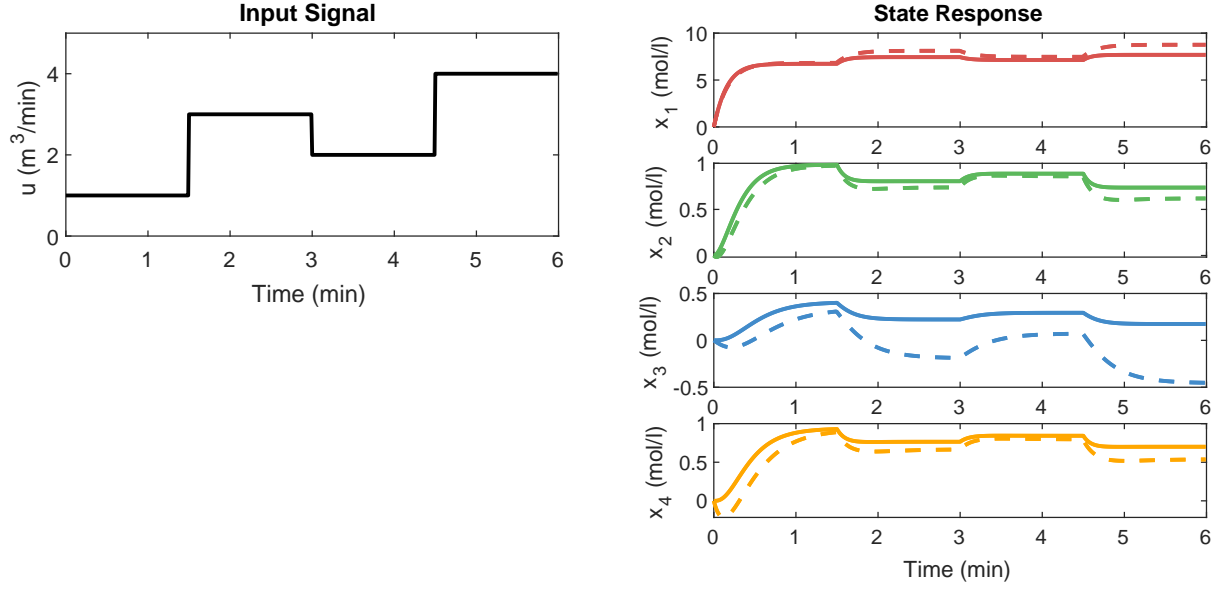 Input Signal
u (m³/min)
4
2
0
0 1 2 3 4 5 6
Time (min)
State Response
x₁ (mol/l)
10
5
0
0 1 2 3 4 5 6
x₂ (mol/l)
1
0.5
0
0 1 2 3 4 5 6
x₃ (mol/l)
0.5
0
-0.5
0 1 2 3 4 5 6
x₄ (mol/l)
1
0.5
0
0 1 2 3 4 5 6
Time (min)